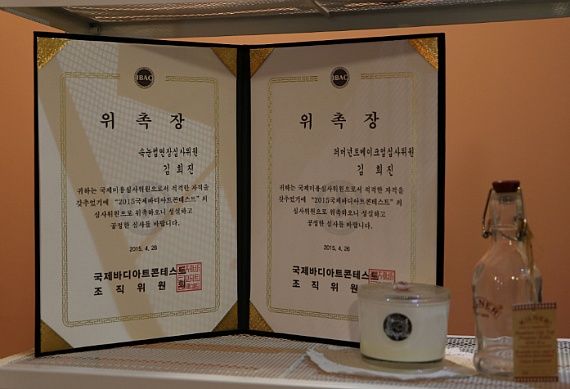 IBAC
위 촉 장
속눈썹연장심사위원
김 희 진
귀하는 국제미용심사위원으로서 적격한 자격을
갖추었기에 "2015국제바디아트콘테스트" 의
심사위원으로 위촉하오니 성실하고
공정한 심사를 바랍니다.
2015. 4. 26
국제바디아트콘테스트
조 직 위 원 회
IBAC
위 촉 장
퍼머넌트메이크업심사위원
김 희 진
귀하는 국제미용심사위원으로서 적격한 자격을
갖추었기에 "2015국제바디아트콘테스트" 의
심사위원으로 위촉하오니 성실하고
공정한 심사를 바랍니다.
2015. 4. 26
국제바디아트콘테스트
조 직 위 원
KILNER